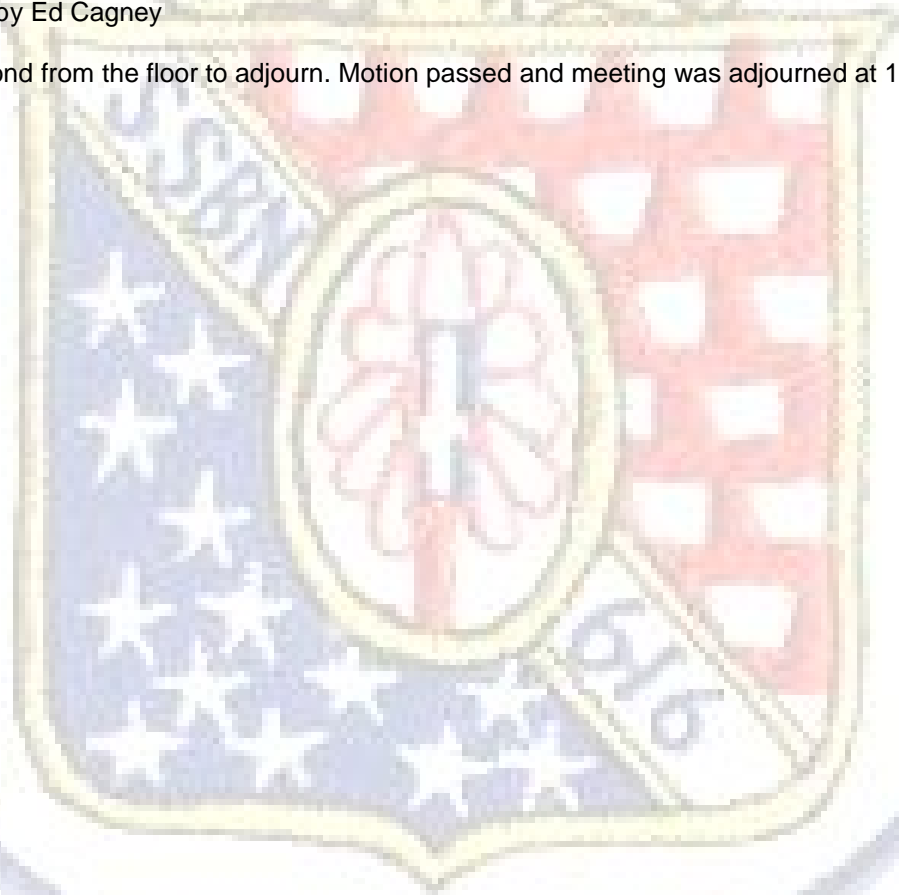 by Ed Cagney
ond from the floor to adjourn. Motion passed and meeting was adjourned at 1
SSBN
616